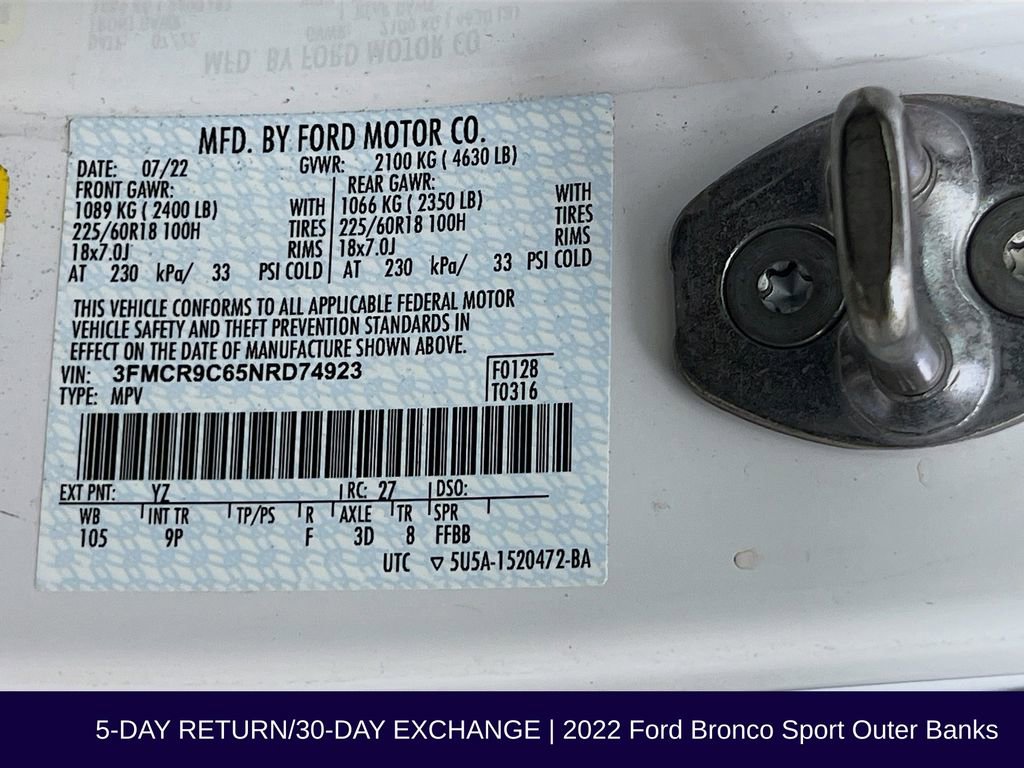 MFD. BY FORD MOTOR CO.
DATE: 07/22 GVWR: 2100 KG ( 4630 LB)
FRONT GAWR: REAR GAWR:
1089 KG ( 2400 LB) WITH 1066 KG ( 2350 LB) WITH
225/60R18 100H TIRES 225/60R18 100H TIRES
18x7.0J RIMS 18x7.0J RIMS
AT 230 kPa/ 33 PSI COLD AT 230 kPa/ 33 PSI COLD
THIS VEHICLE CONFORMS TO ALL APPLICABLE FEDERAL MOTOR
VEHICLE SAFETY AND THEFT PREVENTION STANDARDS IN
EFFECT ON THE DATE OF MANUFACTURE SHOWN ABOVE.
VIN: 3FMCR9C65NRD74923 F0128
TYPE: MPV T0316
EXT PNT: YZ RC: 27 DSO:
WB INT TR TP/PS R AXLE TR SPR
105 9P F 3D 8 FFBB
UTC ▽ 5U5A-1520472-BA
5-DAY RETURN/30-DAY EXCHANGE | 2022 Ford Bronco Sport Outer Banks